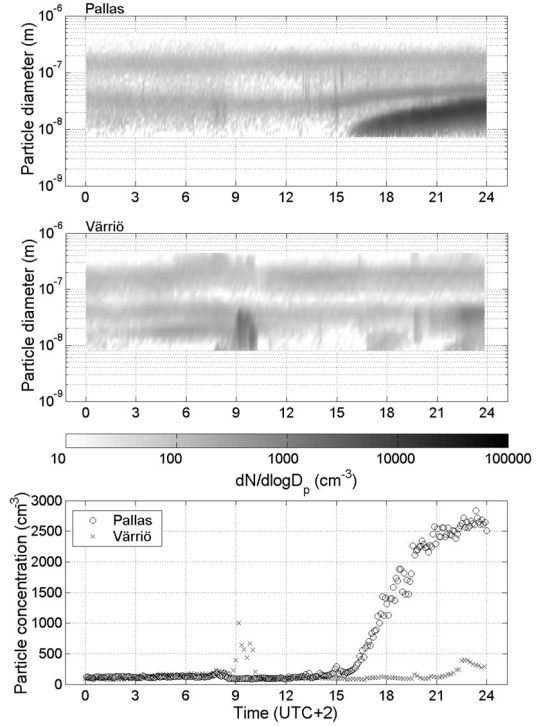 Pallas
Particle diameter (m)
10-6
10-7
10-8
10-9
0 3 6 9 12 15 18 21 24
Värriö
Particle diameter (m)
10-6
10-7
10-8
10-9
0 3 6 9 12 15 18 21 24
10 100 1000 10000 100000
dN/dlogDp (cm-3)
Particle concentration (cm3)
3000
2500
2000
1500
1000
500
0
Pallas
Värriö
0 3 6 9 12 15 18 21 24
Time (UTC+2)